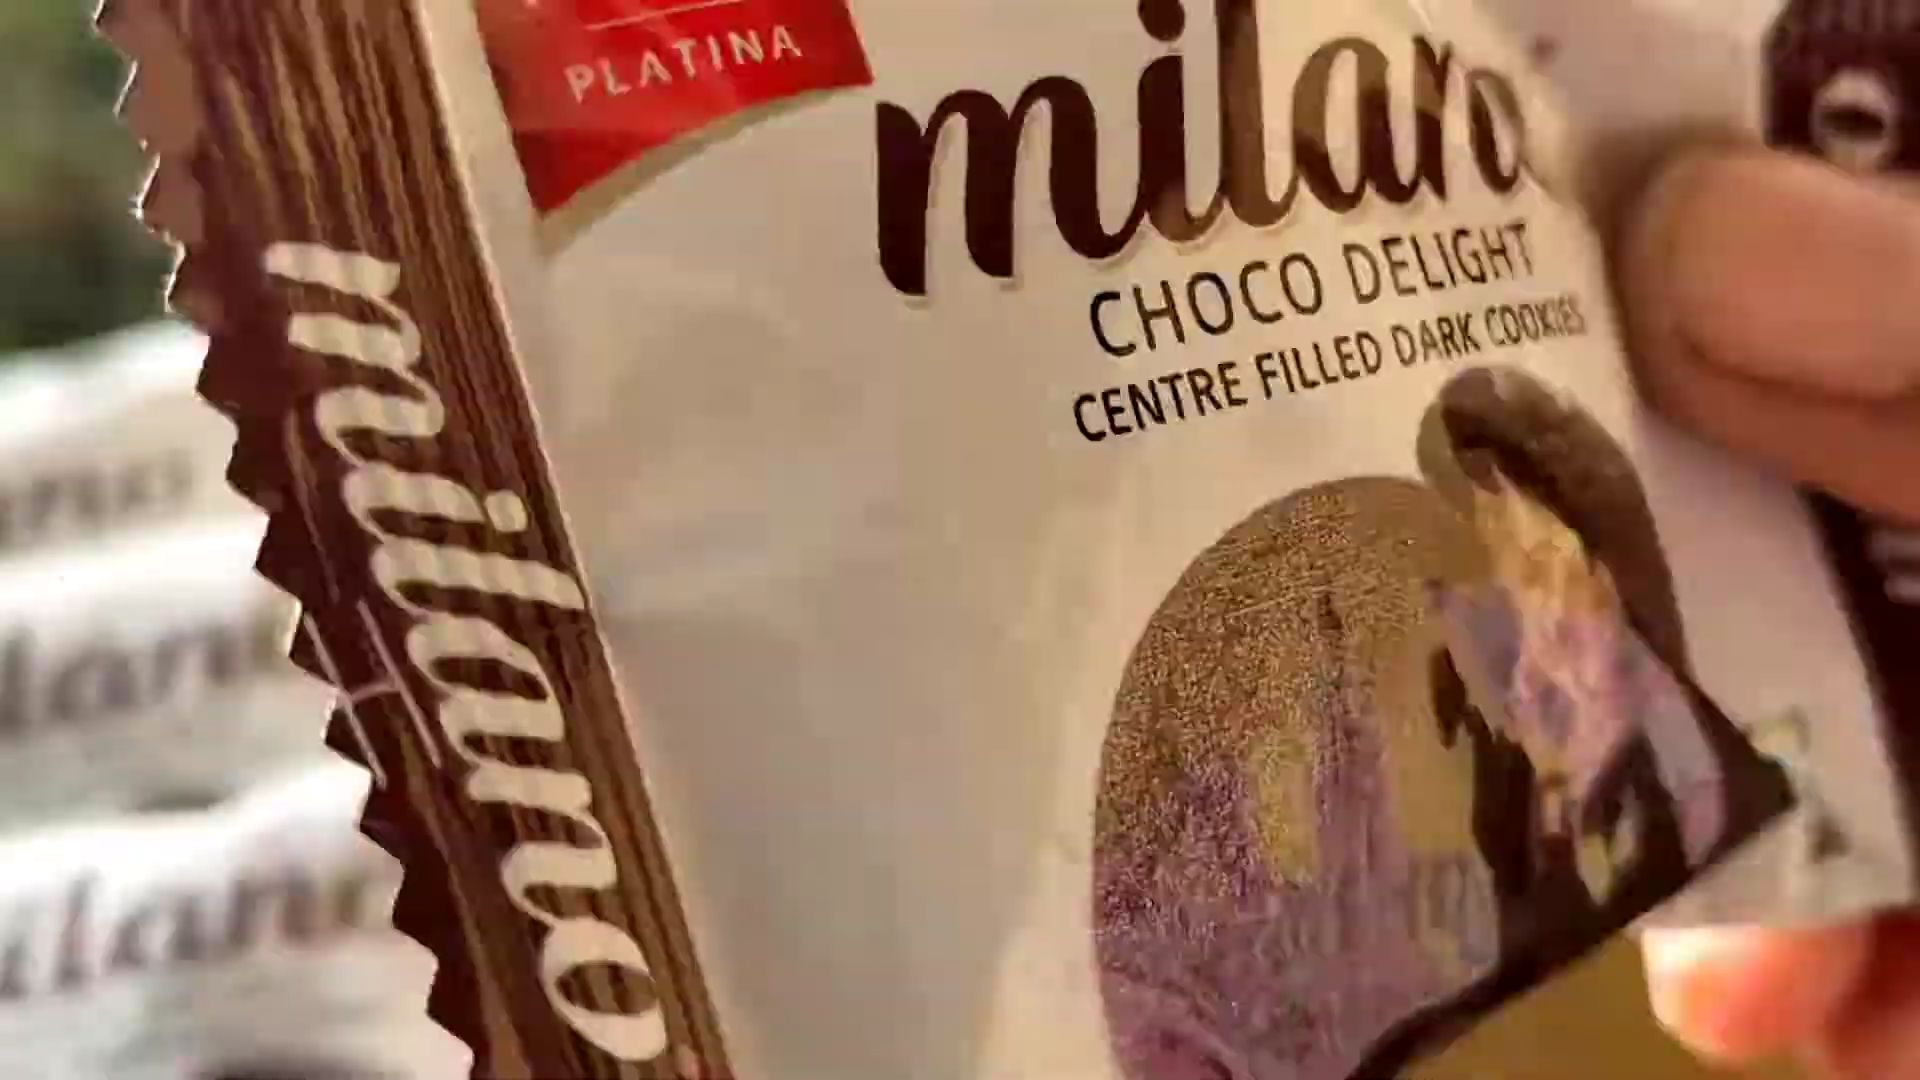 PLATINA
milano
CHOCO DELIGHT
CENTRE FILLED DARK COOKIES
milano